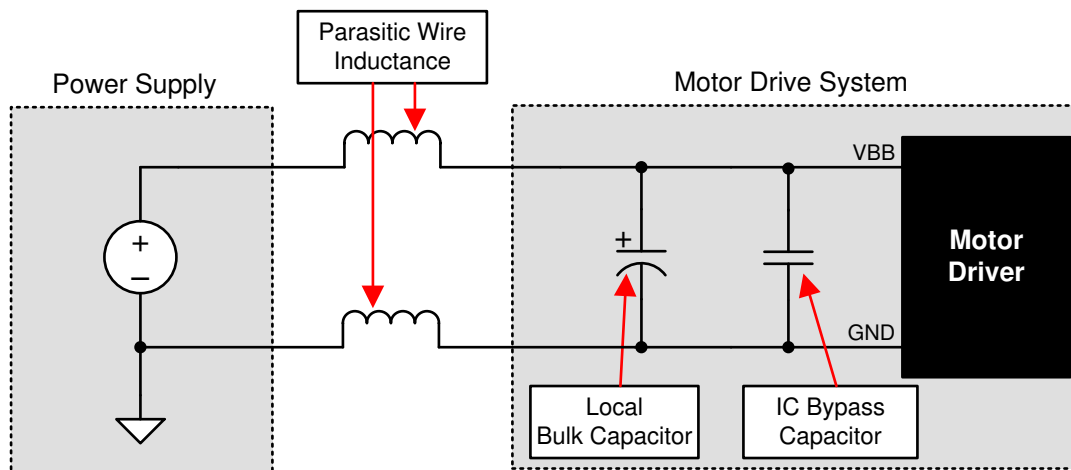 Parasitic Wire
Inductance
Power Supply
Motor Drive System
VBB
+
−
+
Motor
Driver
GND
Local
Bulk Capacitor
IC Bypass
Capacitor